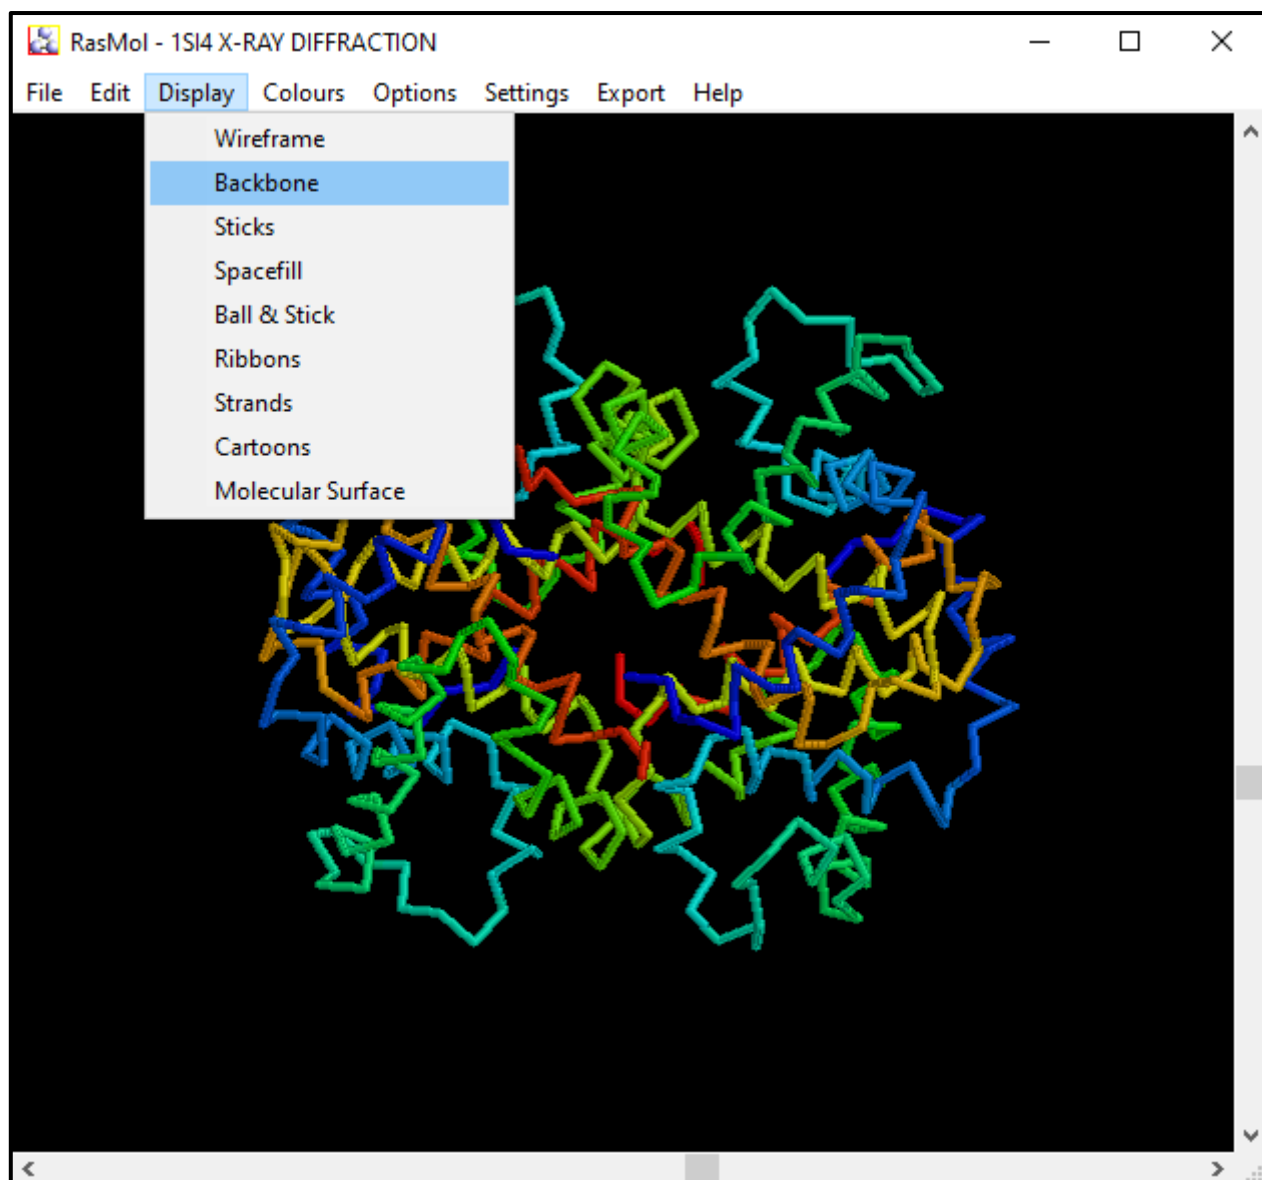 RasMol - 1SI4 X-RAY DIFFRACTION
File Edit Display Colours Options Settings Export Help
Wireframe
Backbone
Sticks
Spacefill
Ball & Stick
Ribbons
Strands
Cartoons
Molecular Surface